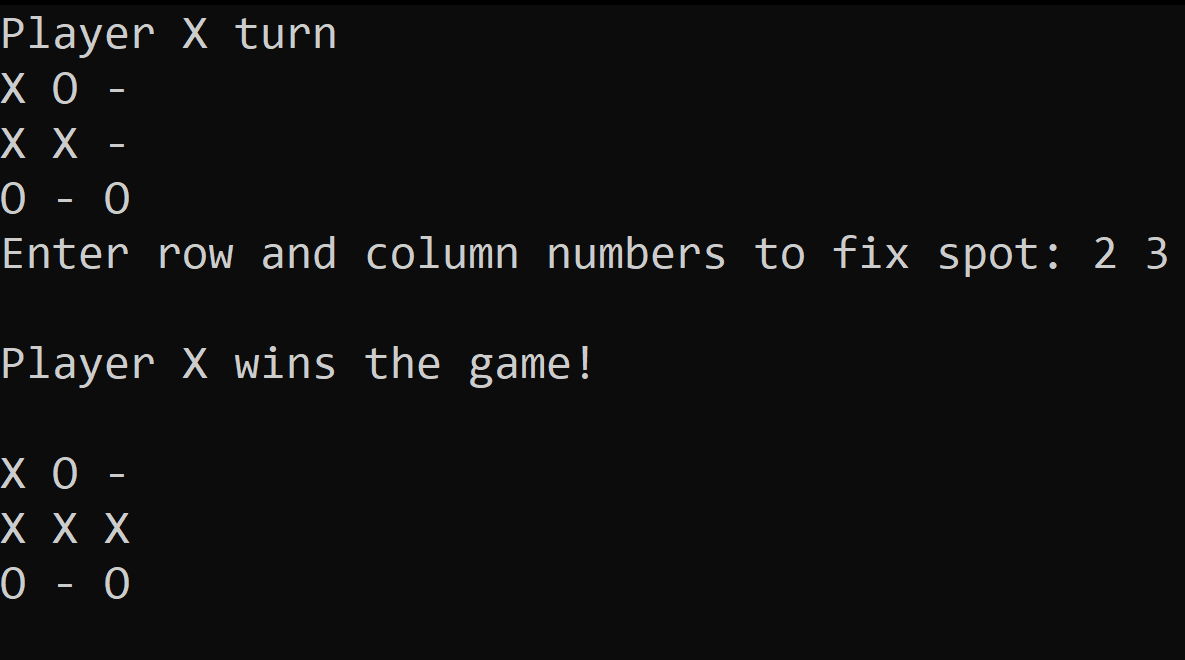 Player X turn
X O -
X X -
O - O
Enter row and column numbers to fix spot: 2 3
Player X wins the game!
X O -
X X X
O - O